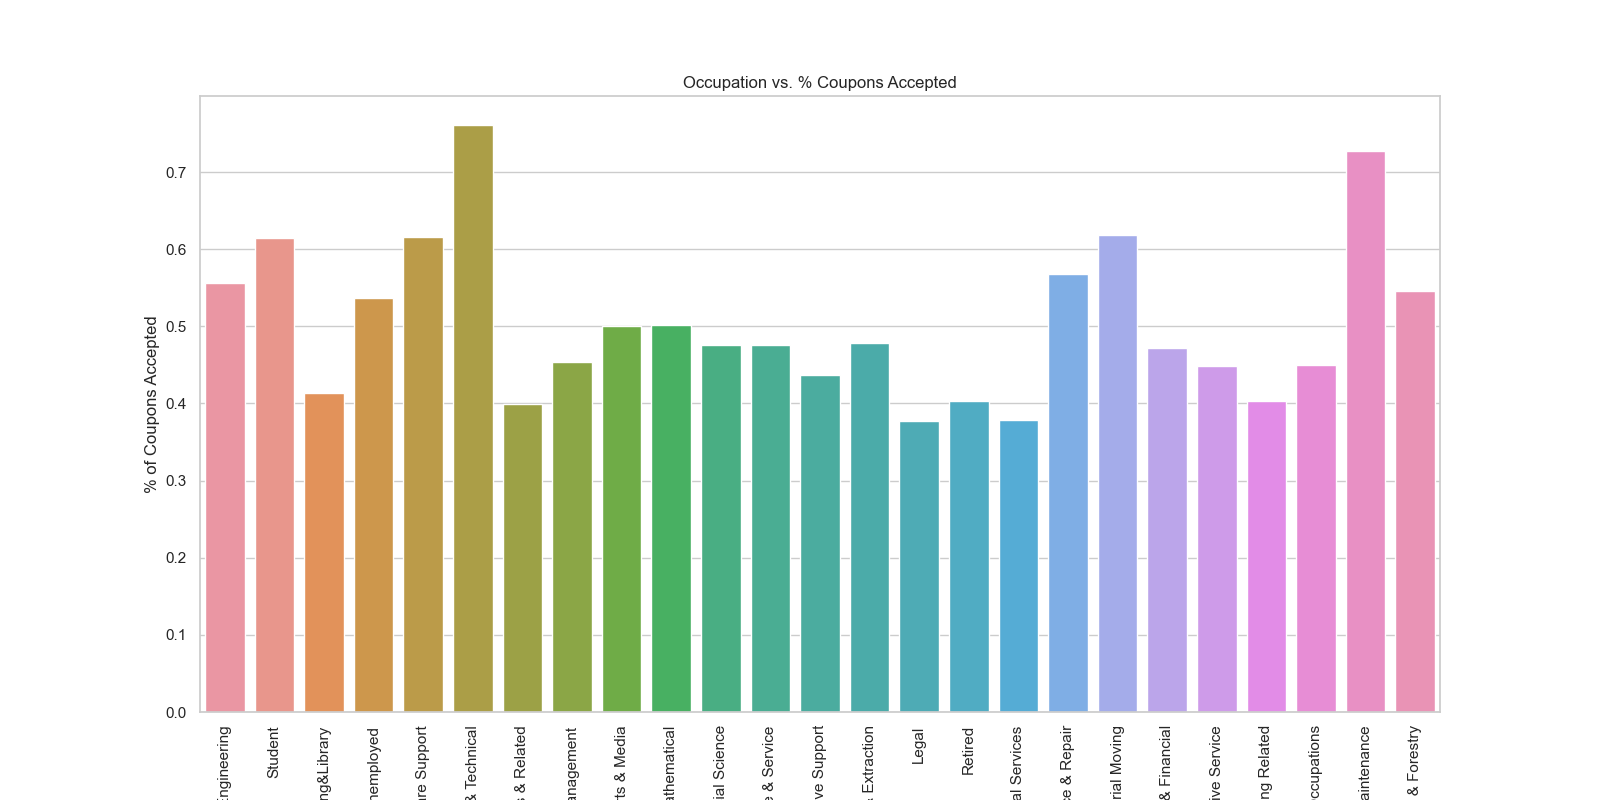 Occupation vs. % Coupons Accepted
% of Coupons Accepted
0.7
0.6
0.5
0.4
0.3
0.2
0.1
0.0
Engineering
Student
ng&Library
nemployed
re Support
& Technical
& Related
anagement
rts & Media
athematical
ial Science
& Service
ve Support
Extraction
Legal
Retired
al Services
e & Repair
rial Moving
& Financial
ive Service
ng Related
Occupations
aintenance
& Forestry